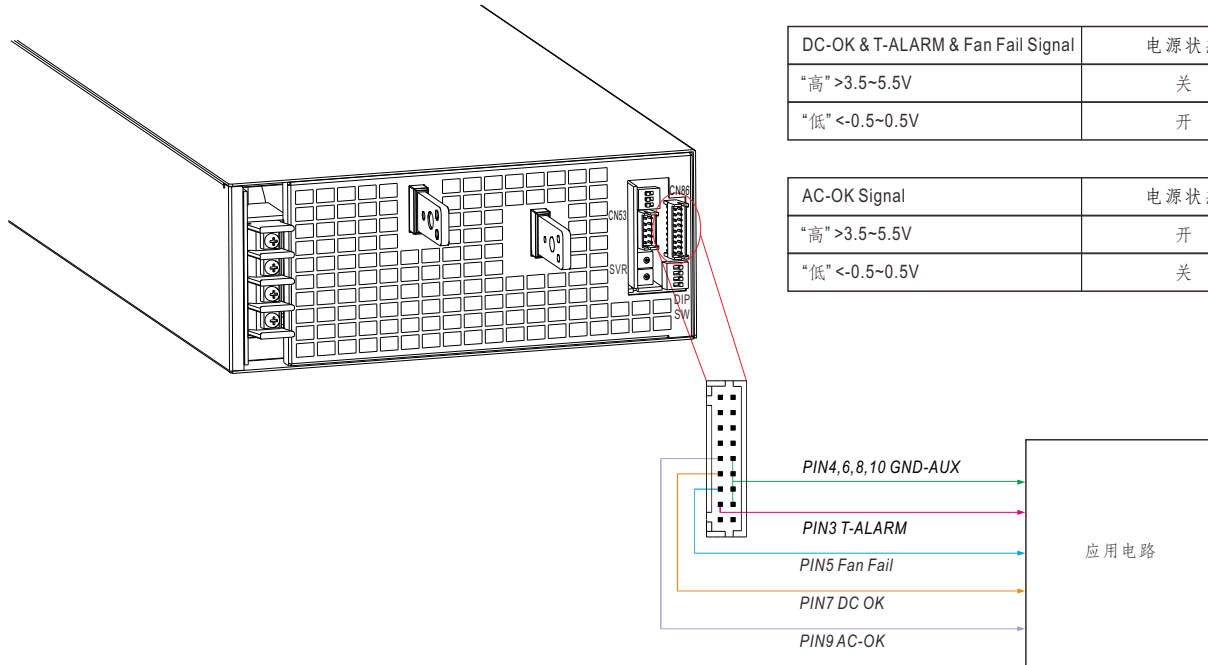 DC-OK & T-ALARM & Fan Fail Signal 电源状
“高” >3.5~5.5V 关
“低” <-0.5~0.5V 开
AC-OK Signal 电源状
“高” >3.5~5.5V 开
“低” <-0.5~0.5V 关
CN86
CN53
SVR
DIP
SW
PIN4,6,8,10 GND-AUX
PIN3 T-ALARM
PIN5 Fan Fail
PIN7 DC OK
PIN9 AC-OK
应用电路